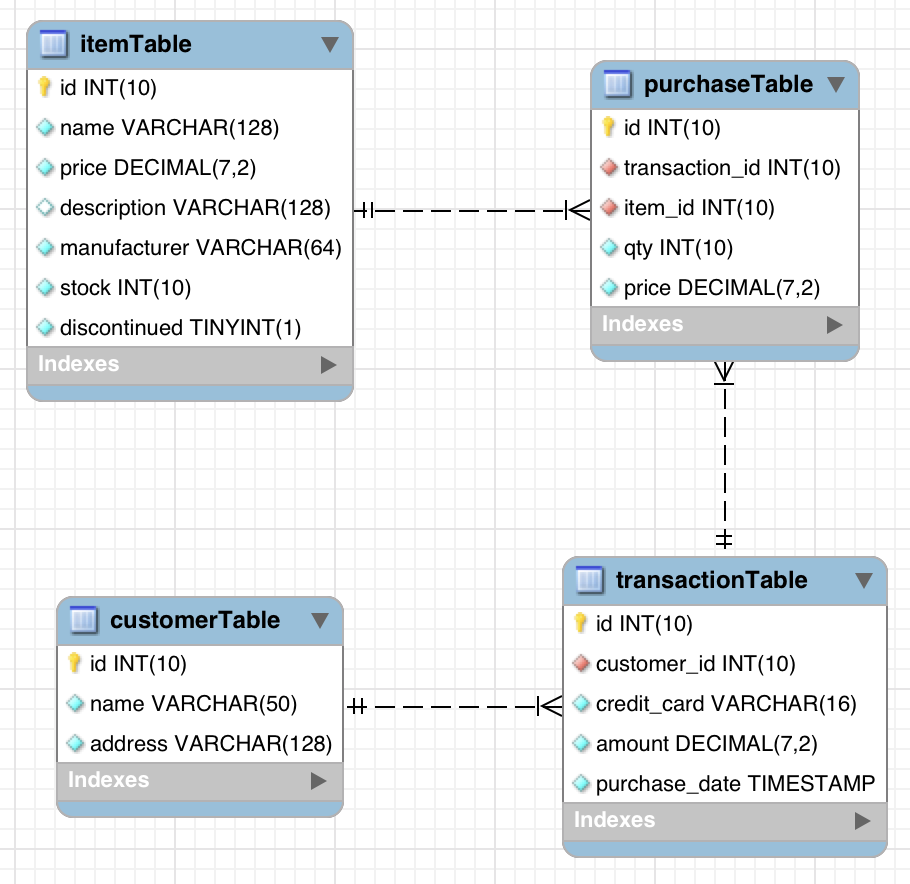 itemTable
id INT(10)
name VARCHAR(128)
price DECIMAL(7,2)
description VARCHAR(128)
manufacturer VARCHAR(64)
stock INT(10)
discontinued TINYINT(1)
Indexes
purchaseTable
id INT(10)
transaction_id INT(10)
item_id INT(10)
qty INT(10)
price DECIMAL(7,2)
Indexes
customerTable
id INT(10)
name VARCHAR(50)
address VARCHAR(128)
Indexes
transactionTable
id INT(10)
customer_id INT(10)
credit_card VARCHAR(16)
amount DECIMAL(7,2)
purchase_date TIMESTAMP
Indexes